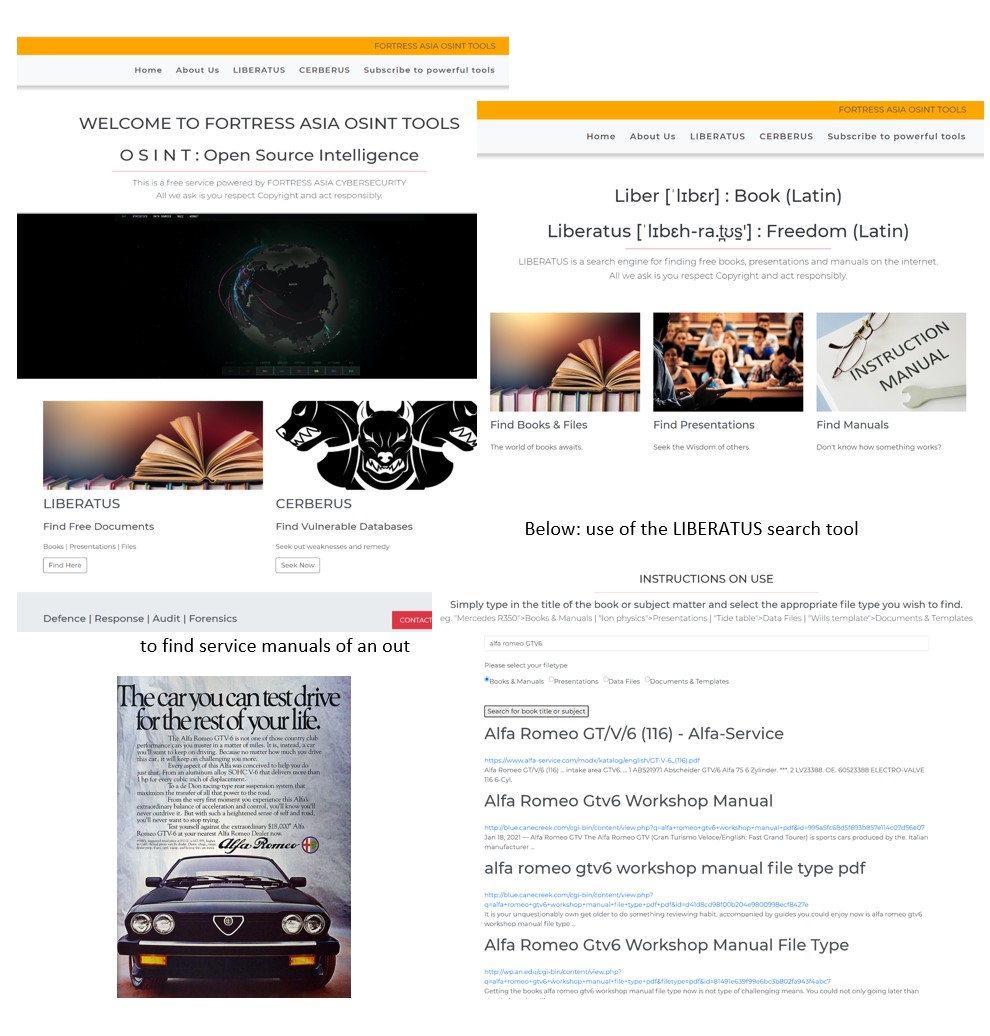 FORTRESS ASIA OSINT TOOLS
Home About Us LIBERATUS CERBERUS Subscribe to powerful tools
WELCOME TO FORTRESS ASIA OSINT TOOLS
O S I N T : Open Source Intelligence
This is a free service powered by FORTRESS ASIA CYBERSECURITY
All we ask is you respect Copyright and act responsibly.
LIBERATUS
Find Free Documents
Books | Presentations | Files
Find Here
CERBERUS
Find Vulnerable Databases
Seek out weaknesses and remedy
Seek Now
Defence | Response | Audit | Forensics
CONTACT
FORTRESS ASIA OSINT TOOLS
Home About Us LIBERATUS CERBERUS Subscribe to powerful tools
Liber [ˈlɪbɛr] : Book (Latin)
Liberatus [ˈlɪbɛh-ra.t̪ʊs̠'] : Freedom (Latin)
LIBERATUS is a search engine for finding free books, presentations and manuals on the internet.
All we ask is you respect Copyright and act responsibly.
INSTRUCTION
MANUAL
Find Books & Files
The world of books awaits.
Find Presentations
Seek the Wisdom of others.
Find Manuals
Don't know how something works?
Below: use of the LIBERATUS search tool
to find service manuals of an out
The car you can test drive
for the rest of your life.
The Alfa Romeo GTV-6 is not one of those country club
performance cars you master in a matter of miles. It is, instead, a car
you'll want to keep on driving. Because no matter how much you drive
this car, it will keep on challenging you more.
Every aspect of this Alfa was conceived to help you do
just that. From an aluminum alloy SOHC V-6 that delivers more than
1 hp for every cubic inch of displacement.
To a de Dion racing-type rear suspension system that
maximizes the transfer of all that power to the road.
From the very first moment you experience this Alfa's
extraordinary balance of acceleration and control, you'll know you'll
never outdrive it. But with such a heightened sense of self and road,
you'll never want to stop trying.
Test yourself against the extraordinary $18,000* Alfa
Romeo GTV-6 at your nearest Alfa Romeo Dealer now.
Alfa Romeo
INSTRUCTIONS ON USE
Simply type in the title of the book or subject matter and select the appropriate file type you wish to find.
eg. "Mercedes R350">Books & Manuals | "Ion physics">Presentations | "Tide table">Data Files | "Wills template">Documents & Templates
alfa romeo GTV6
Please select your filetype
Books & Manuals Presentations Data Files Documents & Templates
Search for book title or subject
Alfa Romeo GT/V/6 (116) - Alfa-Service
https://www.alfa-service.com/modx/katalog/english/GT-V-6_(116).pdf
Alfa Romeo GT/V/6 (116) ... intake area GTV6. ... 1 ABS21971 Abscheider GTV/6 Alfa 75 6 Zylinder. ***. 2 LV23388. OE. 60523388 ELECTRO-VALVE
116 6-Cyl.
Alfa Romeo Gtv6 Workshop Manual
http://blue.canecreek.com/cgi-bin/content/view.php?q=alfa+romeo+gtv6+workshop+manual+pdf&id=995a5fc68d5f693b857e114c07d56e07
Jan 18, 2021 — Alfa Romeo GTV The Alfa Romeo GTV (Gran Turismo Veloce/English: Fast Grand Tourer) is sports cars produced by the. Italian
manufacturer ...
alfa romeo gtv6 workshop manual file type pdf
http://blue.canecreek.com/cgi-bin/content/view.php?
q=alfa+romeo+gtv6+workshop+manual+file+type+pdf+pdf&id=d41d8cd98f00b204e9800998ecf8427e
It is your unquestionably own get older to do something reviewing habit. accompanied by guides you could enjoy now is alfa romeo gtv6
workshop manual file type ...
Alfa Romeo Gtv6 Workshop Manual File Type
http://wp.an.edu/cgi-bin/content/view.php?
q=alfa+romeo+gtv6+workshop+manual+file+type+pdf&filetype=pdf&id=81491e639f99e6bc3b802fa943f4abc7
Getting the books alfa romeo gtv6 workshop manual file type now is not type of challenging means. You could not only going later than